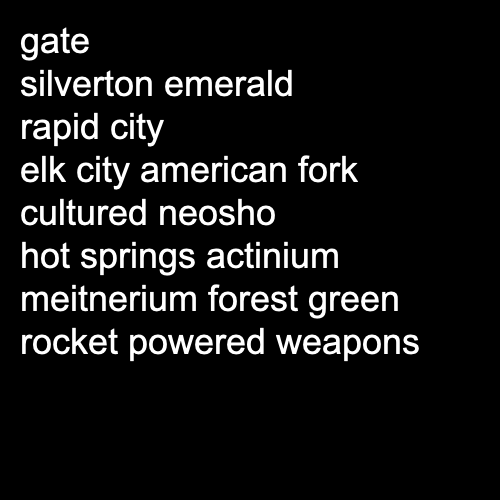 gate
silverton emerald
rapid city
elk city american fork
cultured neosho
hot springs actinium
meitnerium forest green
rocket powered weapons